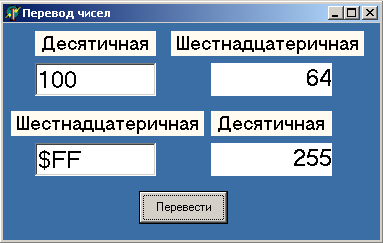 Перевод чисел
Десятичная Шестнадцатеричная
100 64
Шестнадцатеричная Десятичная
$FF 255
Перевести